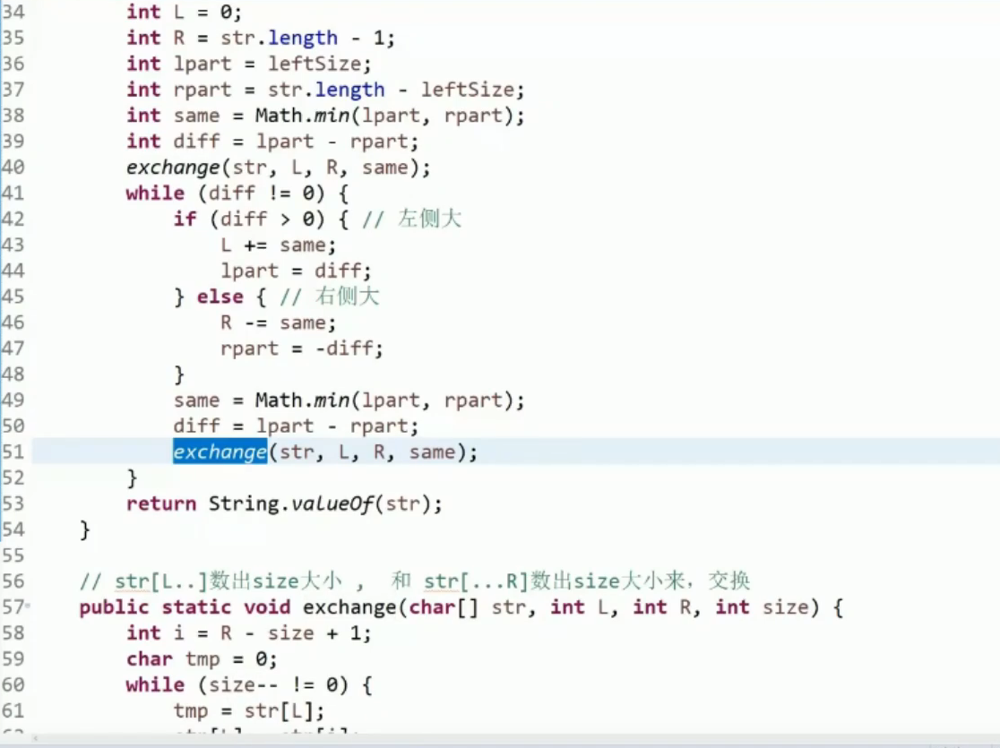 34 int L = 0;
35 int R = str.length - 1;
36 int lpart = leftSize;
37 int rpart = str.length - leftSize;
38 int same = Math.min(lpart, rpart);
39 int diff = lpart - rpart;
40 exchange(str, L, R, same);
41 while (diff != 0) {
42 if (diff > 0) { // 左侧大
43 L += same;
44 lpart = diff;
45 } else { // 右侧大
46 R -= same;
47 rpart = -diff;
48 }
49 same = Math.min(lpart, rpart);
50 diff = lpart - rpart;
51 exchange(str, L, R, same);
52 }
53 return String.valueOf(str);
54 }
55
56 // str[L..]数出size大小 , 和 str[...R]数出size大小来，交换
57 public static void exchange(char[] str, int L, int R, int size) {
58 int i = R - size + 1;
59 char tmp = 0;
60 while (size-- != 0) {
61 tmp = str[L];